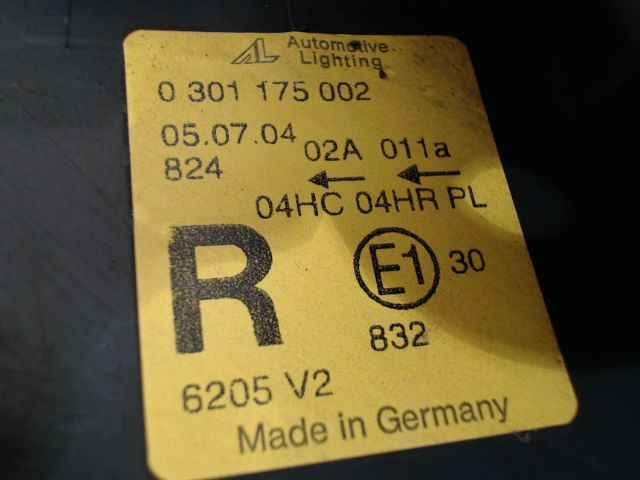 AL Automotive
Lighting
0 301 175 002
05.07.04
824 02A 011a
04HC 04HR PL
R E1 30
832
6205 V2
Made in Germany